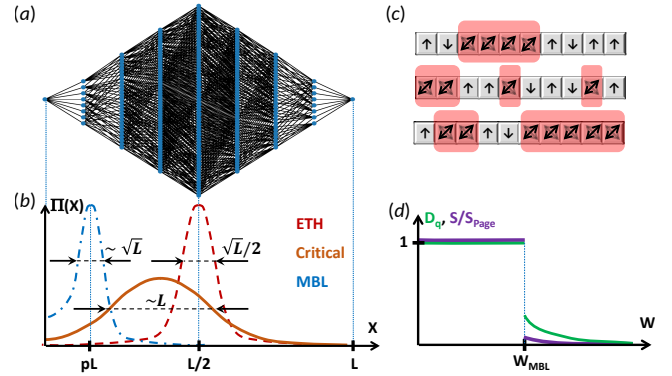 (a)
(c)
(b)
Π(X)
~ √L
√L/2
~L
ETH
Critical
MBL
X
pL
L/2
L
(d)
D_q, S/S_Page
1
W
W_MBL